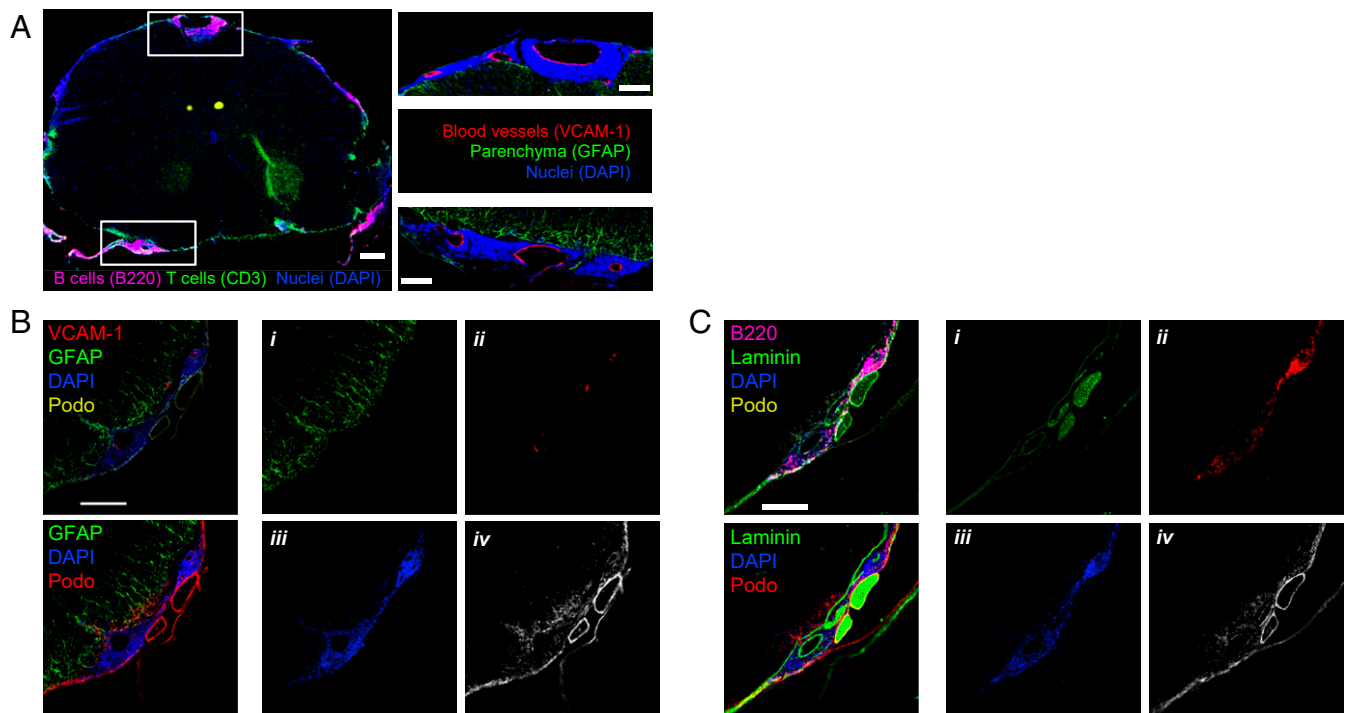 A
B cells (B220) T cells (CD3) Nuclei (DAPI)
Blood vessels (VCAM-1)
Parenchyma (GFAP)
Nuclei (DAPI)
B
VCAM-1
GFAP
DAPI
Podo
i
ii
GFAP
DAPI
Podo
iii
iv
C
B220
Laminin
DAPI
Podo
i
ii
Laminin
DAPI
Podo
iii
iv